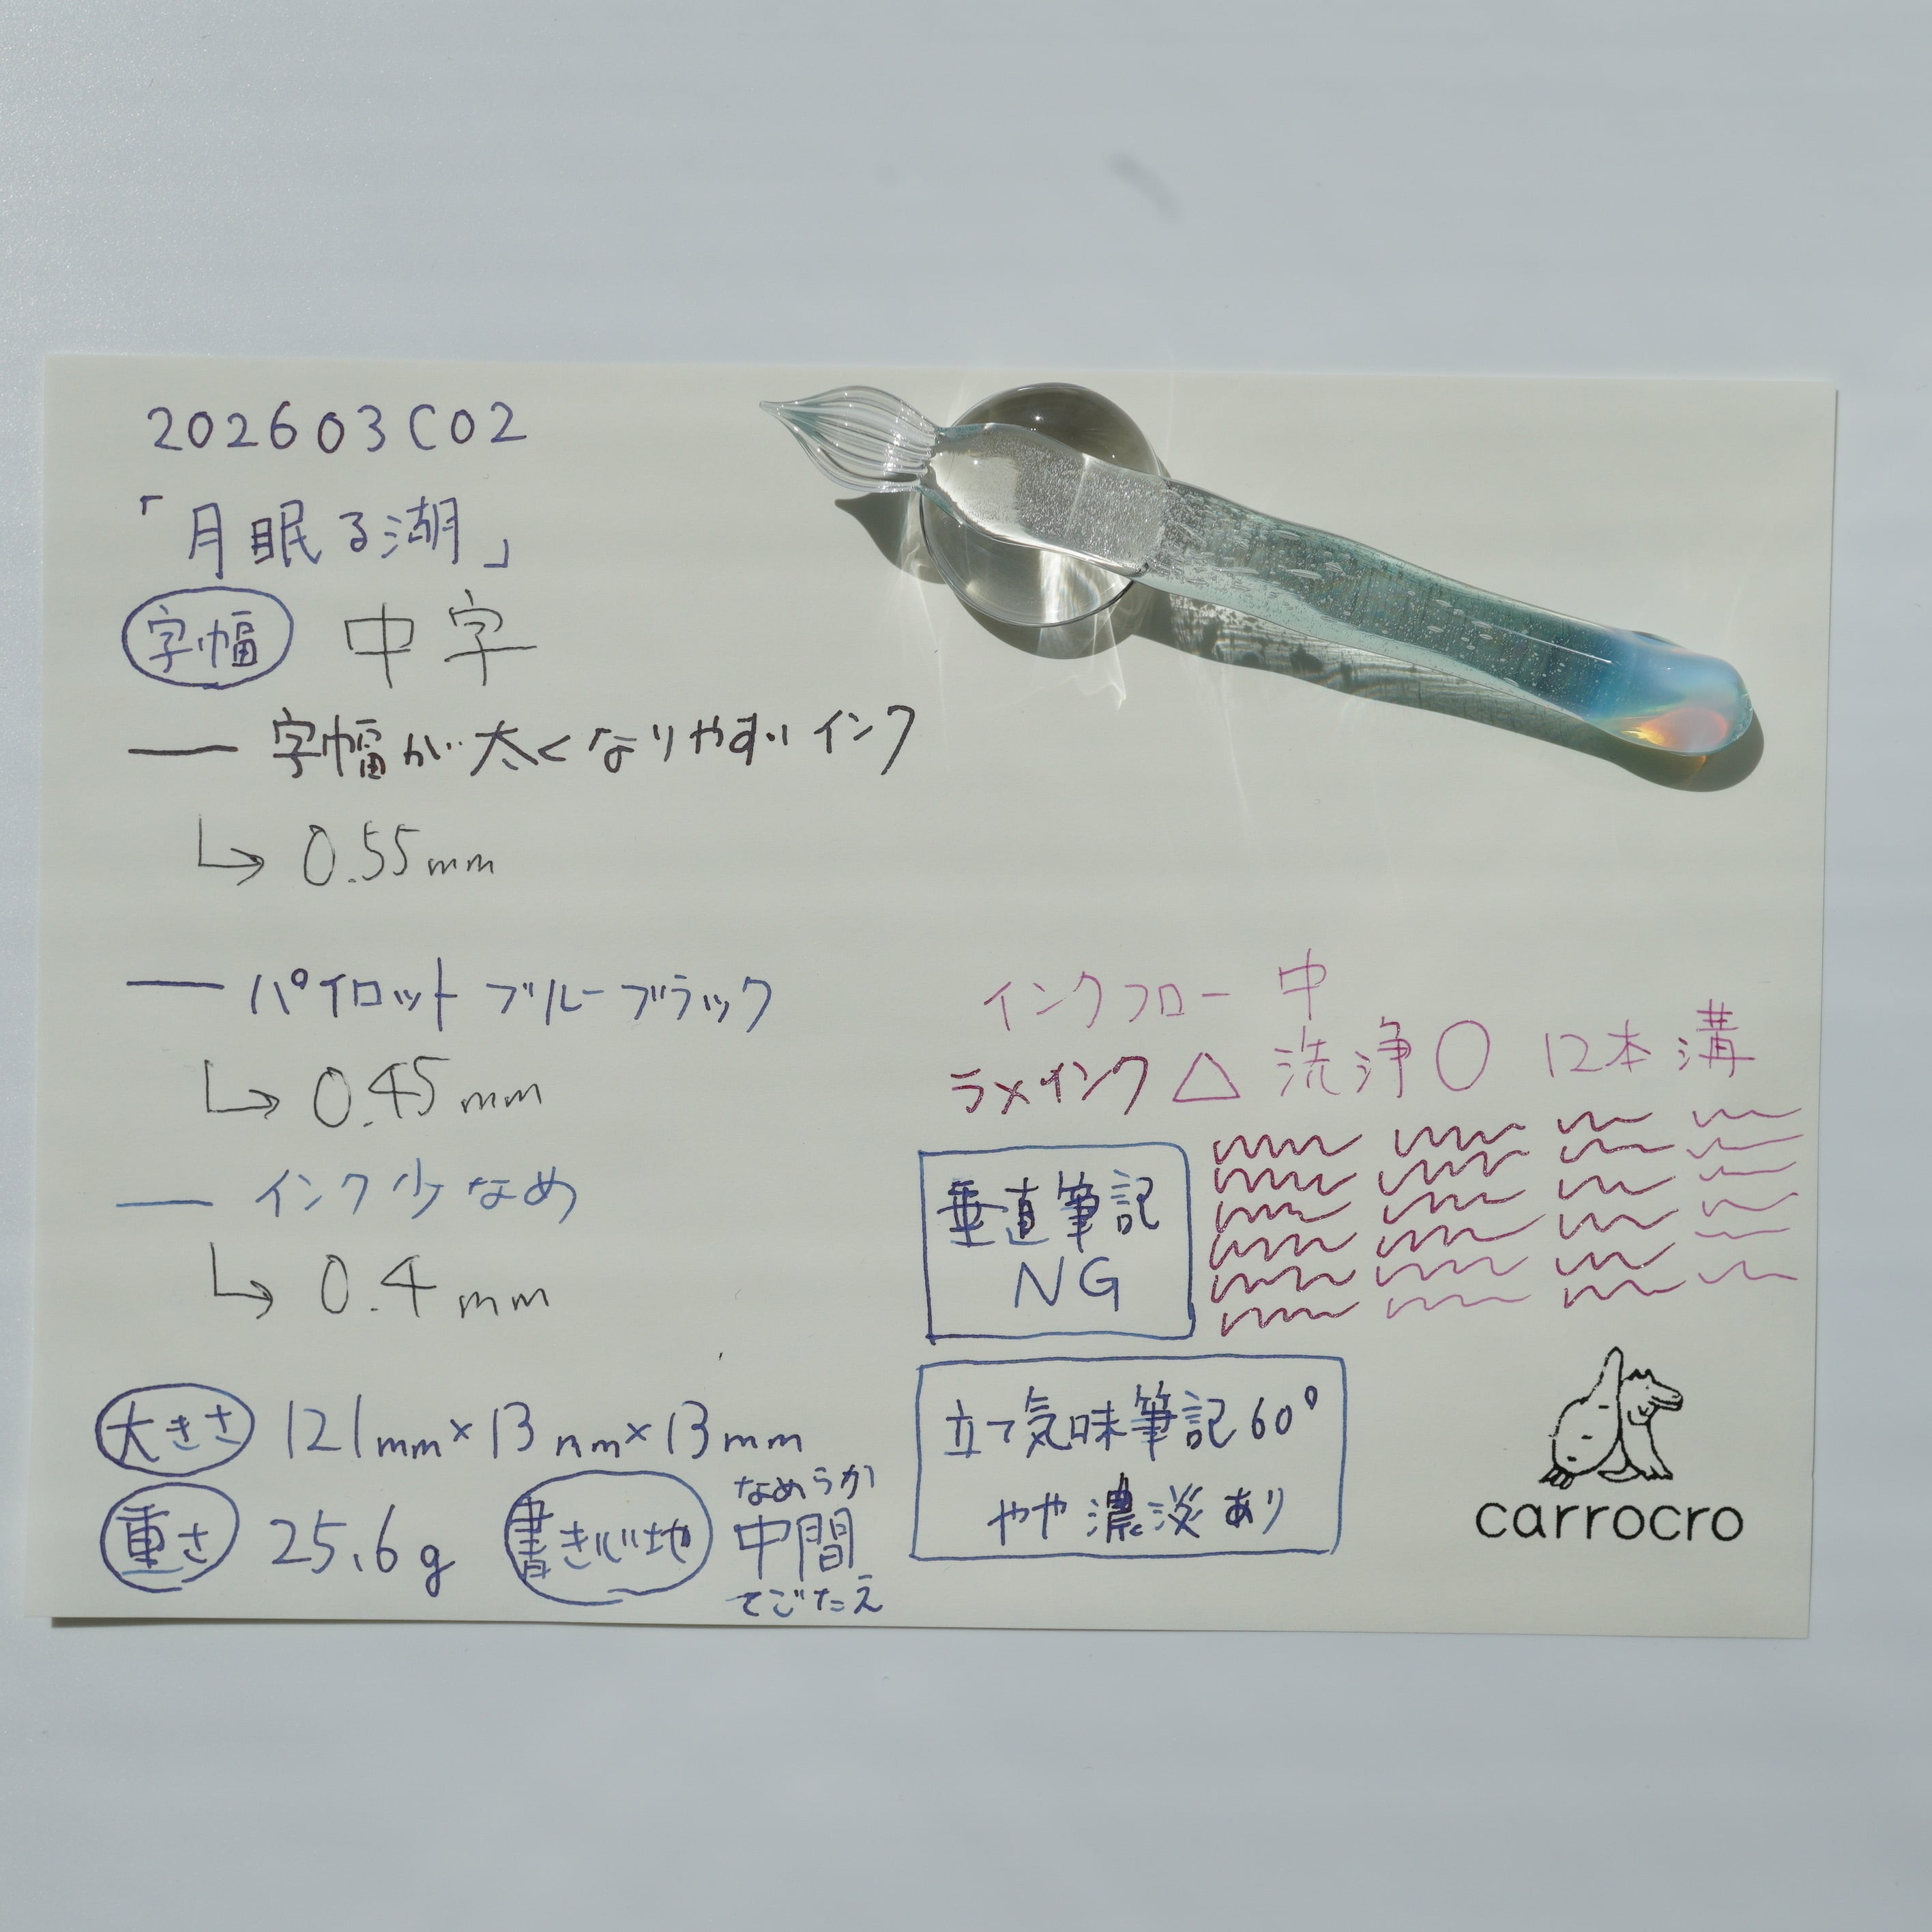 202603C02
「月眠る湖」
字幅 中字
― 字幅が太くなりやすいインク
↳ 0.55mm
― パイロット ブルーブラック
↳ 0.45mm
― インク少なめ
↳ 0.4mm
大きさ 121mm×13mm×13mm
重さ 25.6g
書き心地
なめらか
中間
てごたえ
インクフロー 中
ラメインク △ 洗浄○ 12本溝
垂直筆記
NG
立て気味筆記60°
やや濃淡あり
carrocro